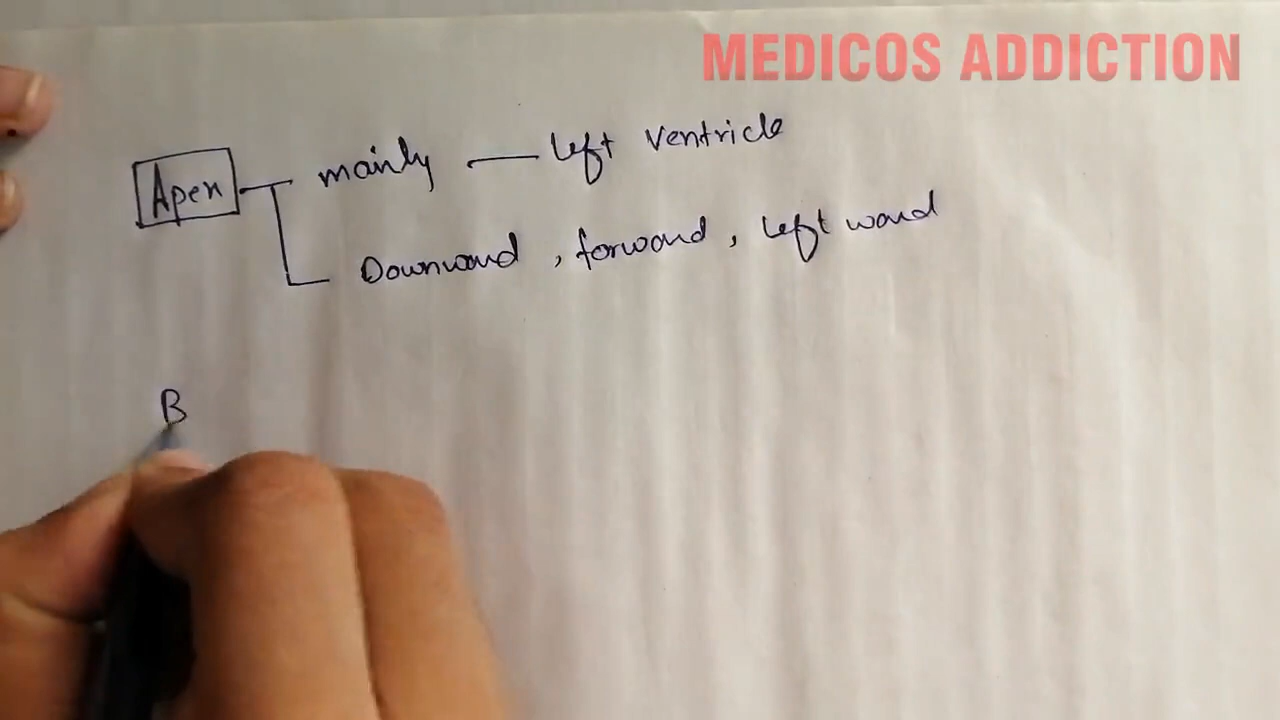 MEDICOS ADDICTION
Apex mainly — left ventricle
Downward, forward, left ward
B